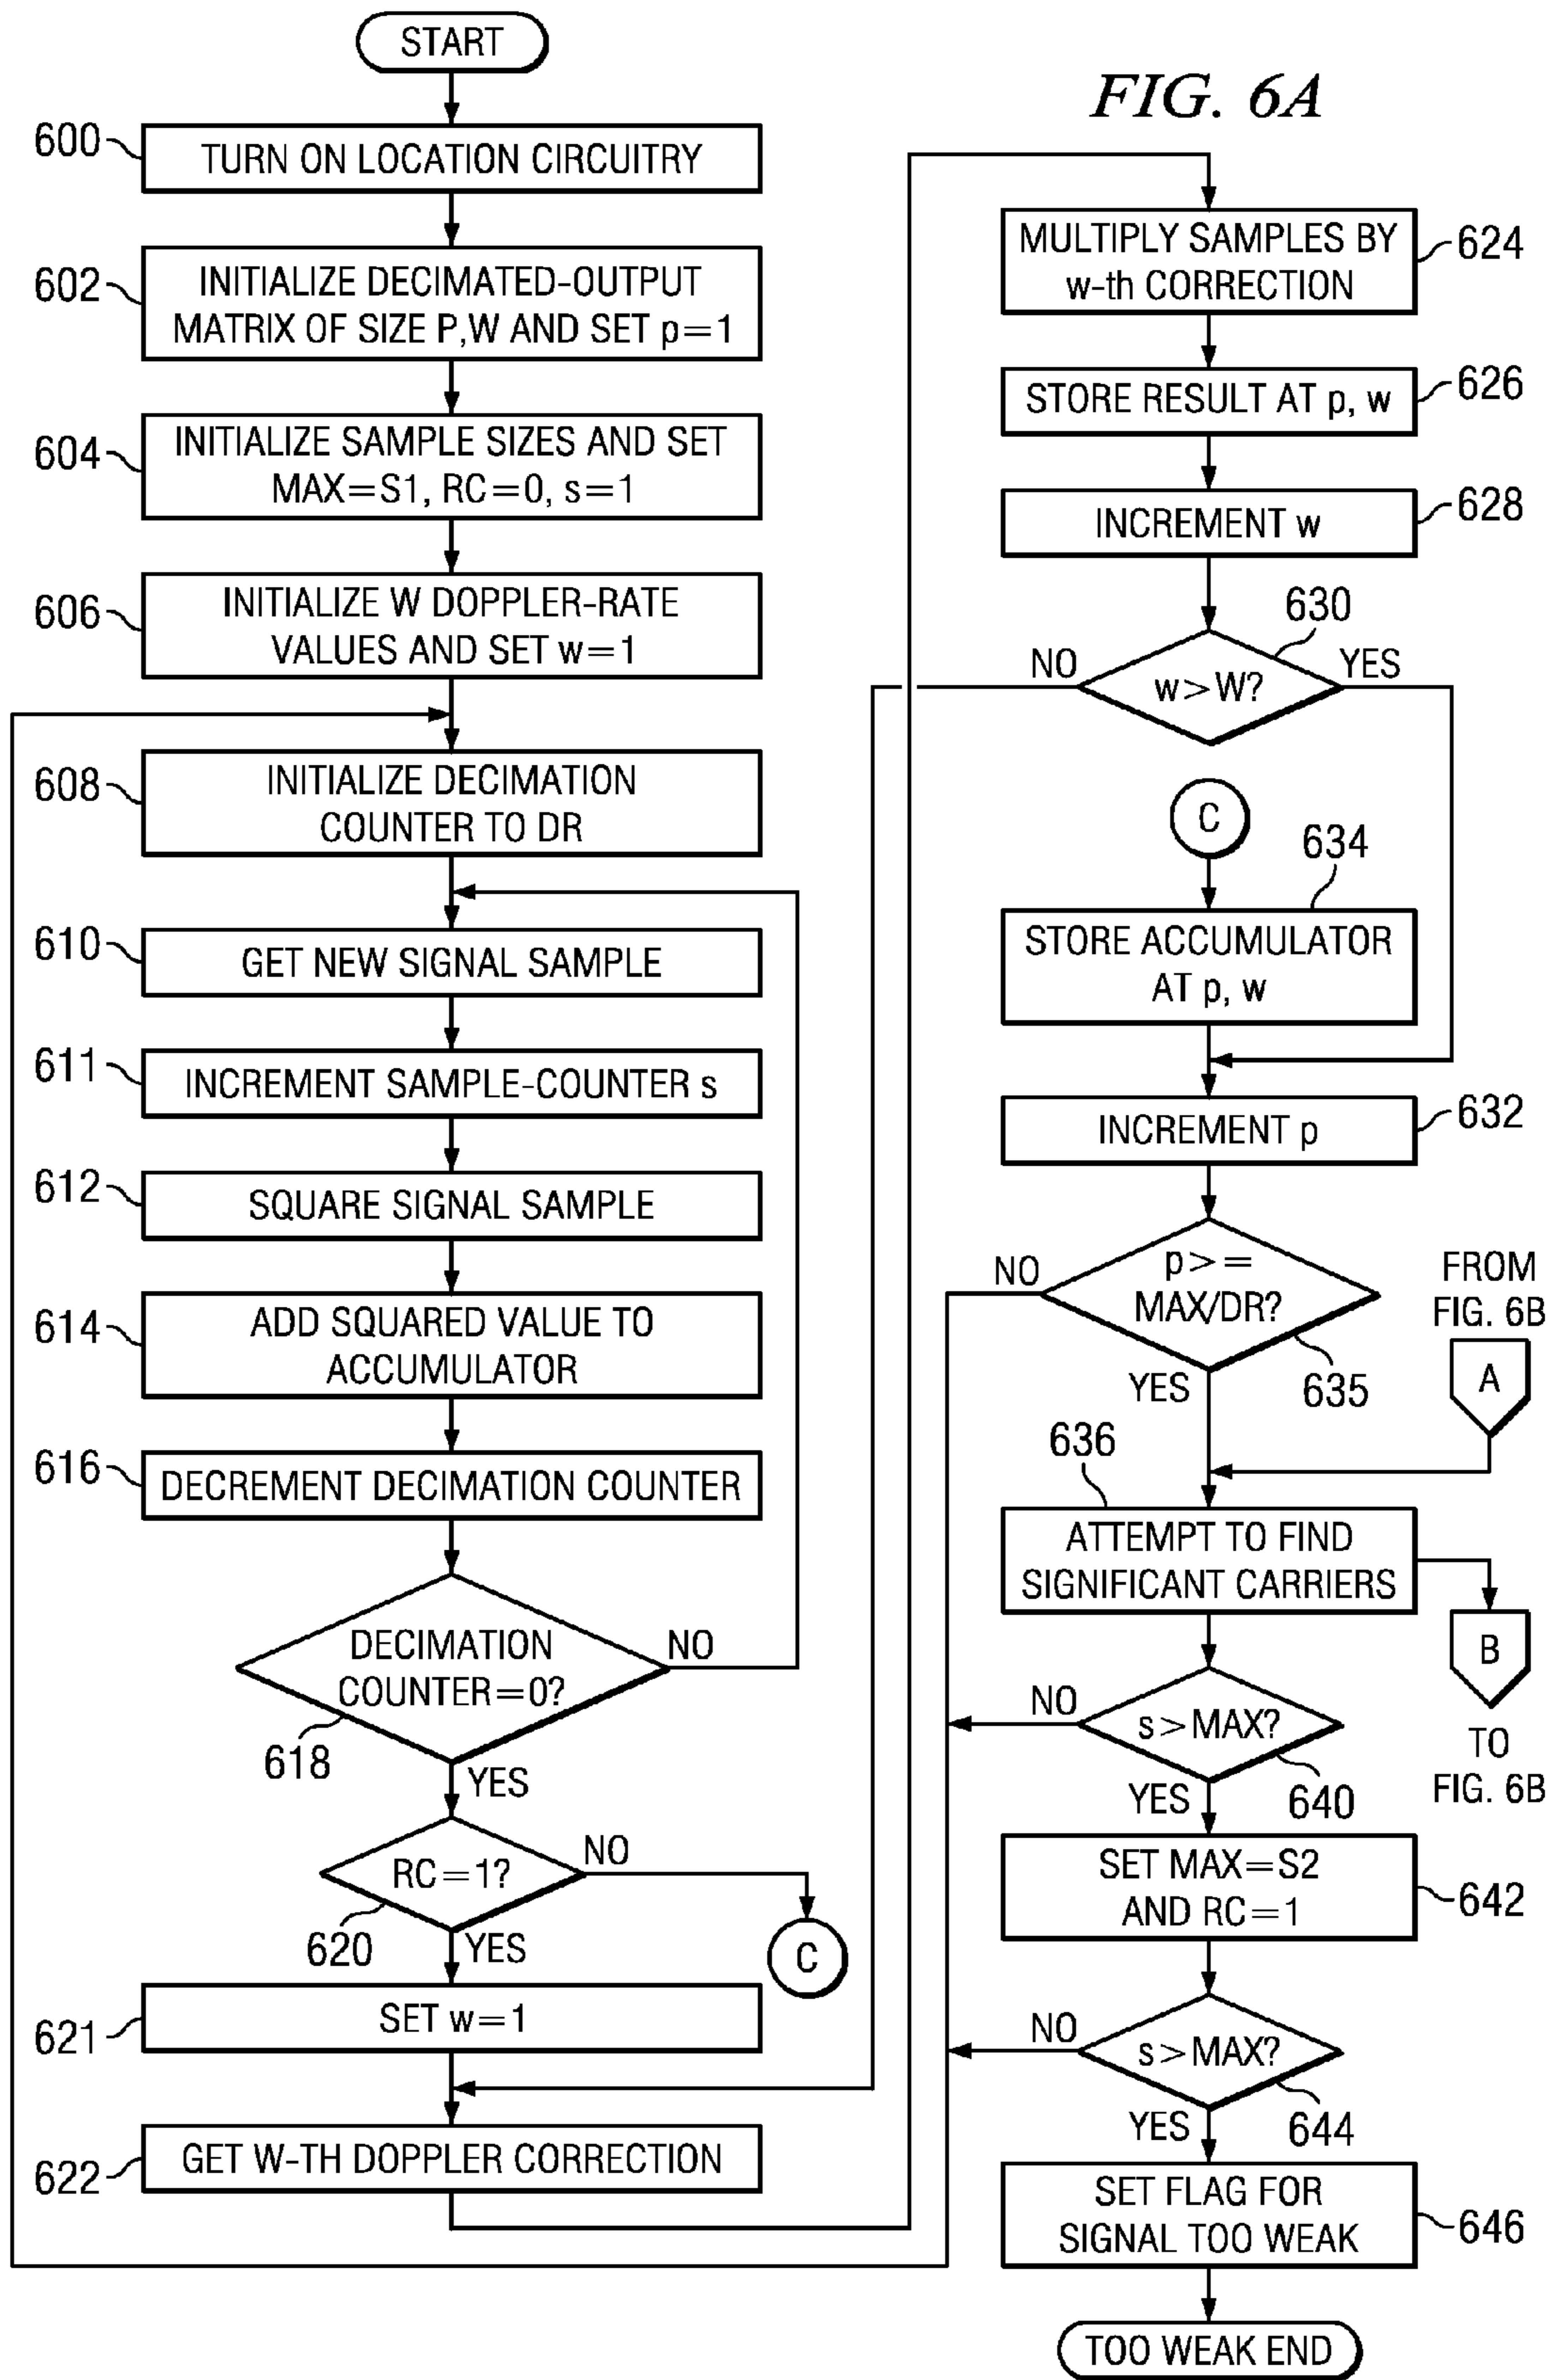 START
FIG. 6A
600
TURN ON LOCATION CIRCUITRY
602
INITIALIZE DECIMATED-OUTPUT
MATRIX OF SIZE P,W AND SET p=1
604
INITIALIZE SAMPLE SIZES AND SET
MAX=S1, RC=0, s=1
606
INITIALIZE W DOPPLER-RATE
VALUES AND SET w=1
608
INITIALIZE DECIMATION
COUNTER TO DR
610
GET NEW SIGNAL SAMPLE
611
INCREMENT SAMPLE-COUNTER s
612
SQUARE SIGNAL SAMPLE
614
ADD SQUARED VALUE TO
ACCUMULATOR
616
DECREMENT DECIMATION COUNTER
DECIMATION
COUNTER=0?
NO
618
YES
RC=1?
NO
620
YES
C
621
SET w=1
622
GET W-TH DOPPLER CORRECTION
MULTIPLY SAMPLES BY
w-th CORRECTION
624
STORE RESULT AT p, w
626
INCREMENT w
628
630
NO
w>W?
YES
C
634
STORE ACCUMULATOR
AT p, w
INCREMENT p
632
NO
p>=
MAX/DR?
YES
635
FROM
FIG. 6B
A
636
ATTEMPT TO FIND
SIGNIFICANT CARRIERS
B
TO
FIG. 6B
NO
s>MAX?
YES
640
SET MAX=S2
AND RC=1
642
NO
s>MAX?
YES
644
SET FLAG FOR
SIGNAL TOO WEAK
646
TOO WEAK END